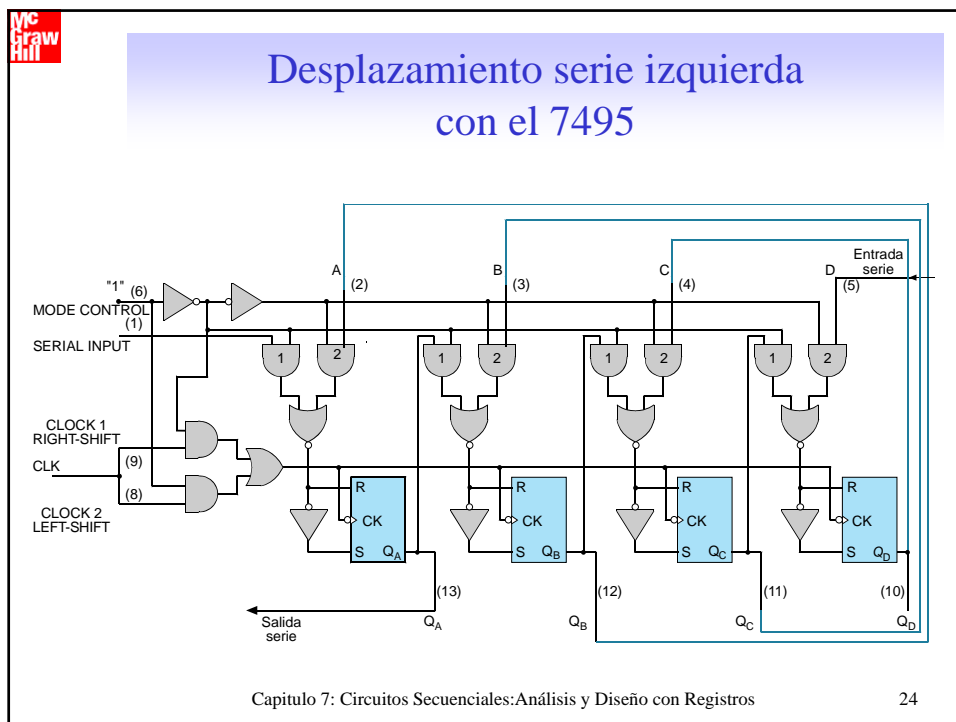 Mc
Graw
Hill
Desplazamiento serie izquierda
con el 7495
A
(2)
B
(3)
C
(4)
D
(5)
Entrada
serie
"1"
(6)
MODE CONTROL
(1)
SERIAL INPUT
1
2
1
2
1
2
1
2
CLOCK 1
RIGHT-SHIFT
CLK
(9)
(8)
CLOCK 2
LEFT-SHIFT
R
CK
S
QA
R
CK
S
QB
R
CK
S
QC
R
CK
S
QD
(13)
(12)
(11)
(10)
Salida
serie
QA
QB
QC
QD
Capitulo 7: Circuitos Secuenciales:Análisis y Diseño con Registros
24